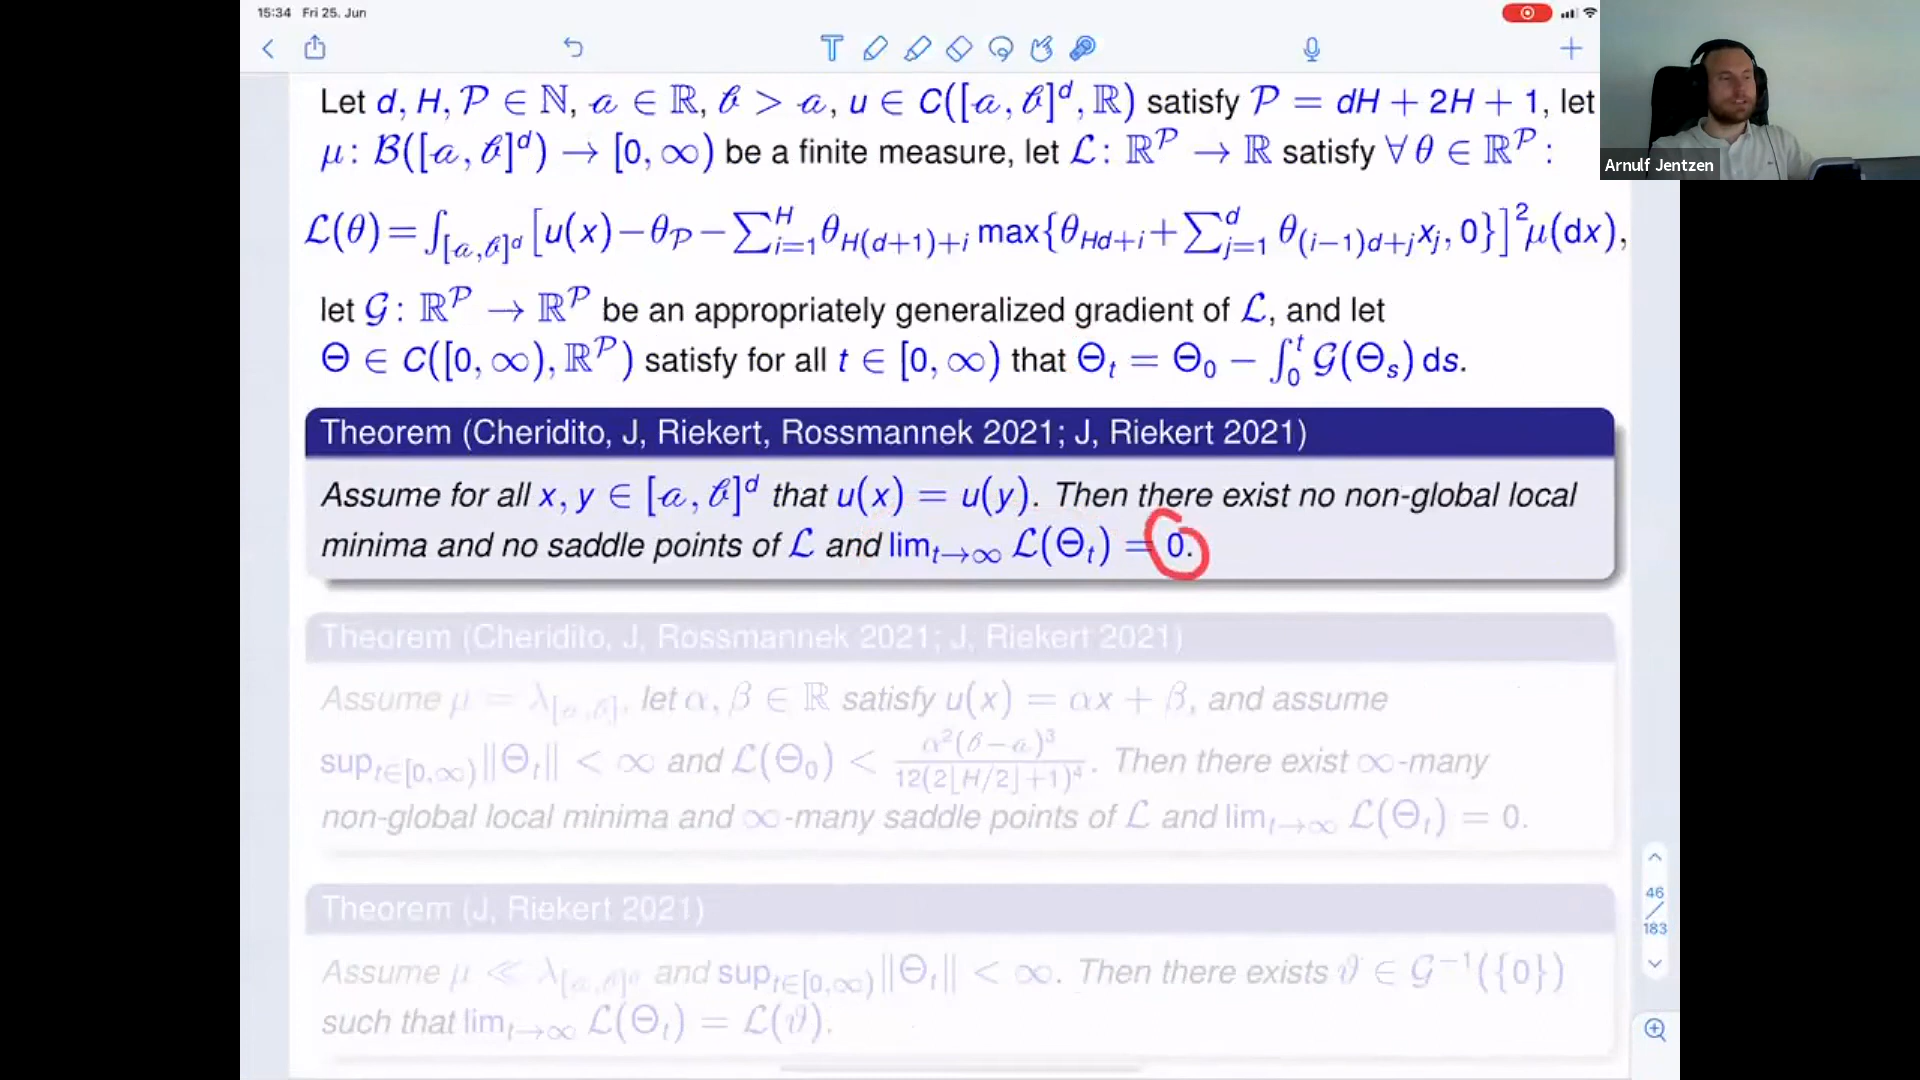 15:34 Fri 25. Jun
Let d, H, 𝒫 ∈ ℕ, 𝒶 ∈ ℝ, 𝒷 > 𝒶, u ∈ C([𝒶, 𝒷]^d, ℝ) satisfy 𝒫 = dH + 2H + 1, let
μ: ℬ([𝒶, 𝒷]^d) → [0, ∞) be a finite measure, let ℒ: ℝ^𝒫 → ℝ satisfy ∀ θ ∈ ℝ^𝒫:
ℒ(θ) = ∫_{[𝒶,𝒷]^d} [u(x) − θ_𝒫 − ∑_{i=1}^H θ_{H(d+1)+i} max{θ_{Hd+i} + ∑_{j=1}^d θ_{(i−1)d+j} x_j, 0}]^2 μ(dx),
let 𝒢: ℝ^𝒫 → ℝ^𝒫 be an appropriately generalized gradient of ℒ, and let
Θ ∈ C([0, ∞), ℝ^𝒫) satisfy for all t ∈ [0, ∞) that Θ_t = Θ_0 − ∫_0^t 𝒢(Θ_s) ds.
Theorem (Cheridito, J, Riekert, Rossmannek 2021; J, Riekert 2021)
Assume for all x, y ∈ [𝒶, 𝒷]^d that u(x) = u(y). Then there exist no non-global local
minima and no saddle points of ℒ and lim_{t→∞} ℒ(Θ_t) = 0.
Theorem (Cheridito, J, Rossmannek 2021; J, Riekert 2021)
Assume μ = λ_{[𝒶,𝒷]}, let α, β ∈ ℝ satisfy u(x) = αx + β, and assume
sup_{t∈[0,∞)} ||Θ_t|| < ∞ and ℒ(Θ_0) < α^2(𝒷−𝒶)^3 / 12(2⌊H/2⌋+1)^4. Then there exist ∞-many
non-global local minima and ∞-many saddle points of ℒ and lim_{t→∞} ℒ(Θ_t) = 0.
Theorem (J, Riekert 2021)
Assume μ ≪ λ_{[𝒶,𝒷]^d} and sup_{t∈[0,∞)} ||Θ_t|| < ∞. Then there exists ϑ ∈ 𝒢^{−1}({0})
such that lim_{t→∞} ℒ(Θ_t) = ℒ(ϑ).
46
/
183
Arnulf Jentzen